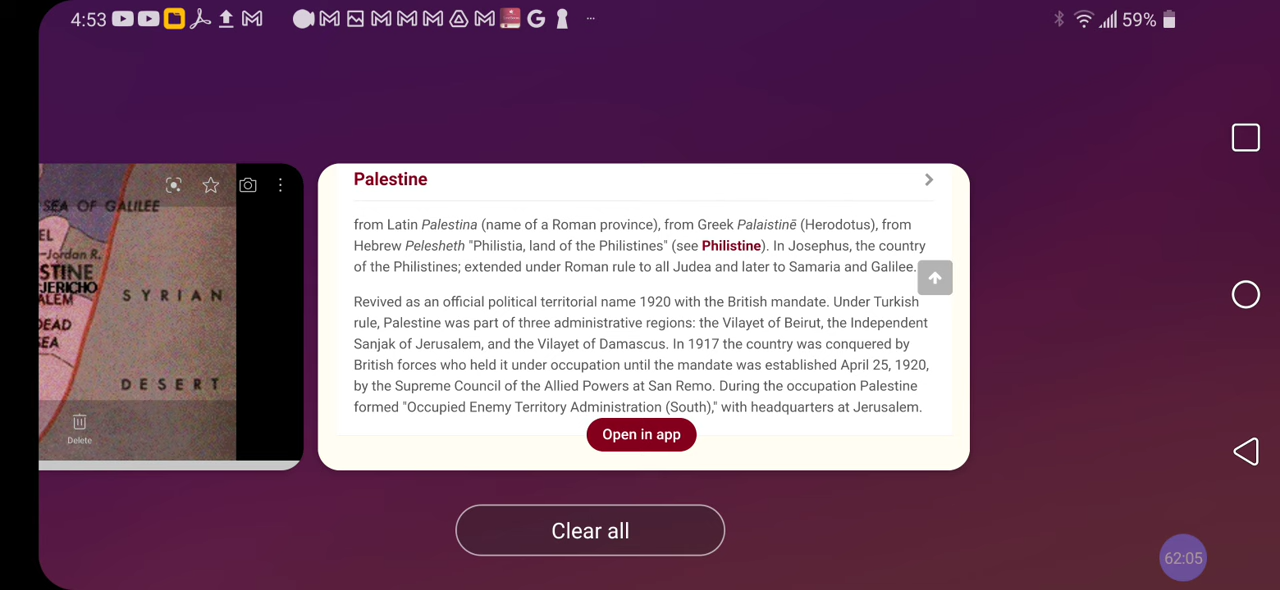 4:53
59%
SEA OF GALILEE
EL
Jordan R.
STINE
JERICHO
ALEM
SYRIAN
DEAD
SEA
DESERT
Delete
Palestine
from Latin Palestina (name of a Roman province), from Greek Palaistinē (Herodotus), from
Hebrew Pelesheth "Philistia, land of the Philistines" (see Philistine). In Josephus, the country
of the Philistines; extended under Roman rule to all Judea and later to Samaria and Galilee.
Revived as an official political territorial name 1920 with the British mandate. Under Turkish
rule, Palestine was part of three administrative regions: the Vilayet of Beirut, the Independent
Sanjak of Jerusalem, and the Vilayet of Damascus. In 1917 the country was conquered by
British forces who held it under occupation until the mandate was established April 25, 1920,
by the Supreme Council of the Allied Powers at San Remo. During the occupation Palestine
formed "Occupied Enemy Territory Administration (South)," with headquarters at Jerusalem.
Open in app
Clear all
62:05